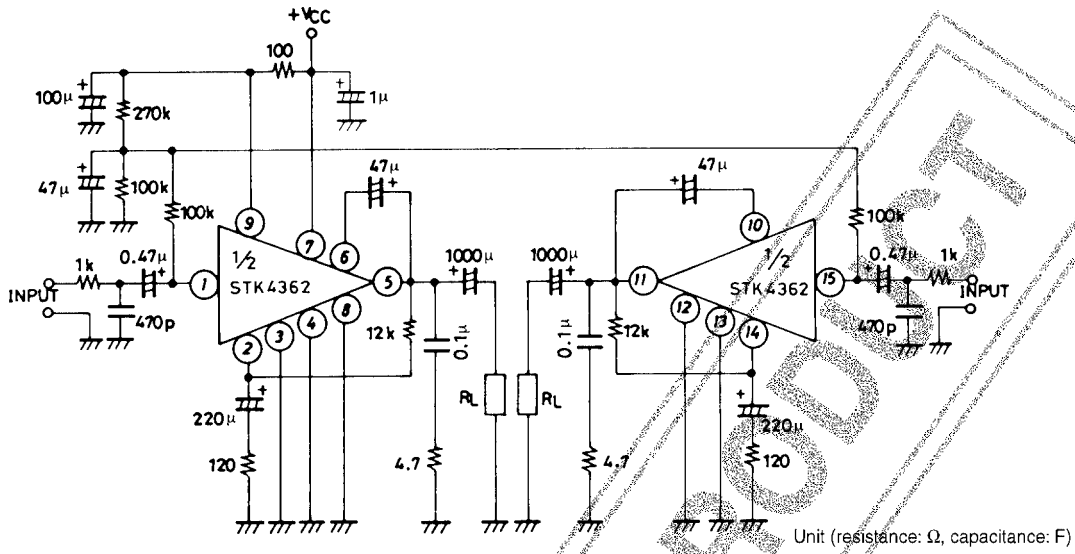 +VCC
100
+
100μ
270k
+
1μ
+
47μ
100k
100k
47μ
+
47μ
+
100k
9
7
6
10
1k
0.47μ
+
1/2
STK4362
1
5
1000μ
+
1000μ
+
11
1/2
STK4362
15
0.47μ
+
1k
INPUT
470p
8
4
3
2
12k
0.1μ
0.1μ
12k
12
13
14
470p
INPUT
+
220μ
120
RL
RL
+
220μ
120
4.7
4.7
PRODUCT
Unit (resistance: Ω, capacitance: F)